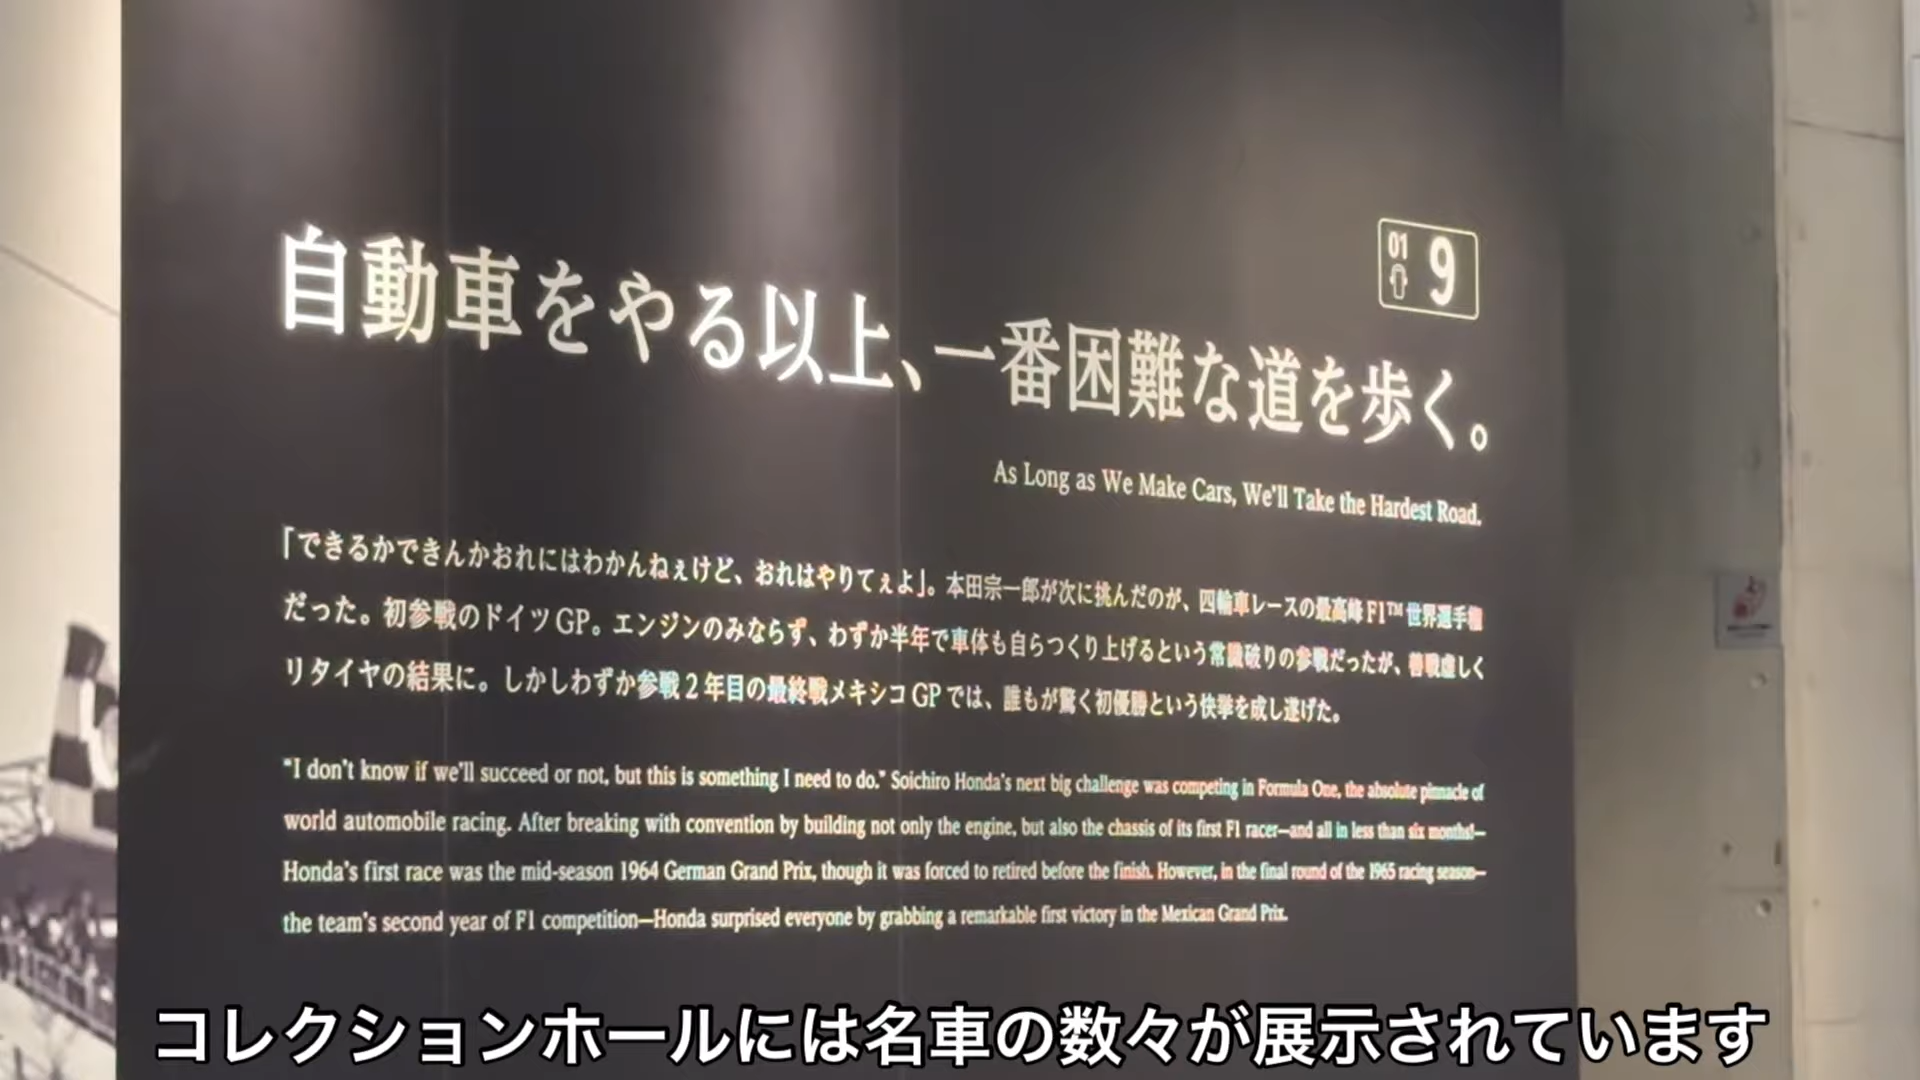 01
9
自動車をやる以上、一番困難な道を歩く。
As Long as We Make Cars, We'll Take the Hardest Road.
「できるかできんかおれにはわかんねぇけど、おれはやりてぇよ」。本田宗一郎が次に挑んだのが、四輪車レースの最高峰 F1™ 世界選手権
だった。初参戦のドイツ GP。エンジンのみならず、わずか半年で車体も自らつくり上げるという常識破りの参戦だったが、善戦虚しく
リタイヤの結果に。しかしわずか参戦 2 年目の最終戦メキシコ GP では、誰もが驚く初優勝という快挙を成し遂げた。
"I don't know if we'll succeed or not, but this is something I need to do." Soichiro Honda's next big challenge was competing in Formula One, the absolute pinnacle of
world automobile racing. After breaking with convention by building not only the engine, but also the chassis of its first F1 racer—and all in less than six months!—
Honda's first race was the mid-season 1964 German Grand Prix, though it was forced to retired before the finish. However, in the final round of the 1965 racing season—
the team's second year of F1 competition—Honda surprised everyone by grabbing a remarkable first victory in the Mexican Grand Prix.
コレクションホールには名車の数々が展示されています